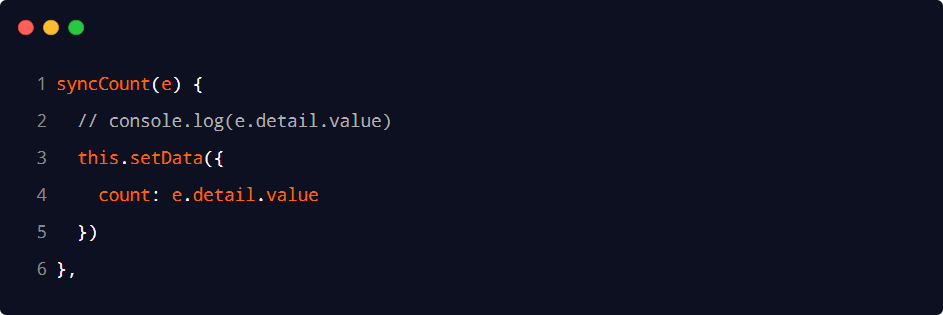 1 syncCount(e) {
2   // console.log(e.detail.value)
3   this.setData({
4     count: e.detail.value
5   })
6 },